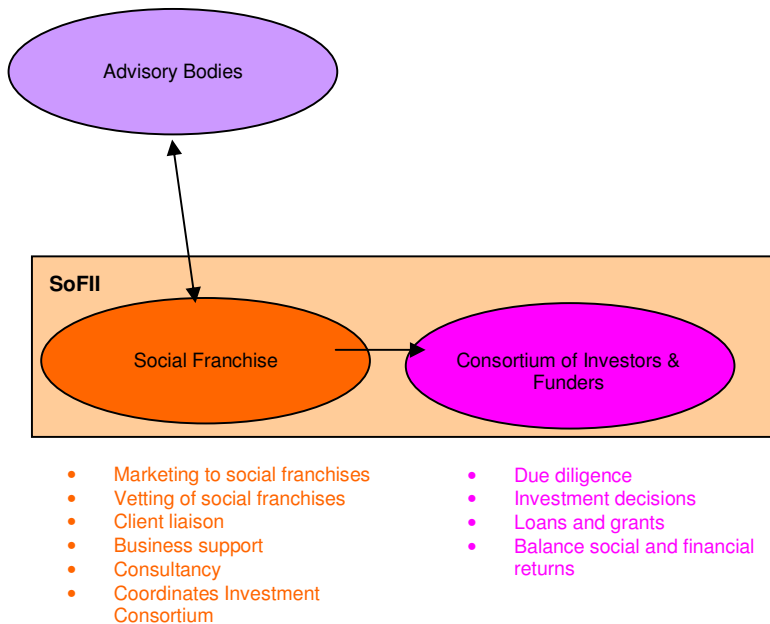 Advisory Bodies
SoFII
Social Franchise
Consortium of Investors &
Funders
• Marketing to social franchises
• Vetting of social franchises
• Client liaison
• Business support
• Consultancy
• Coordinates Investment
Consortium
• Due diligence
• Investment decisions
• Loans and grants
• Balance social and financial
returns